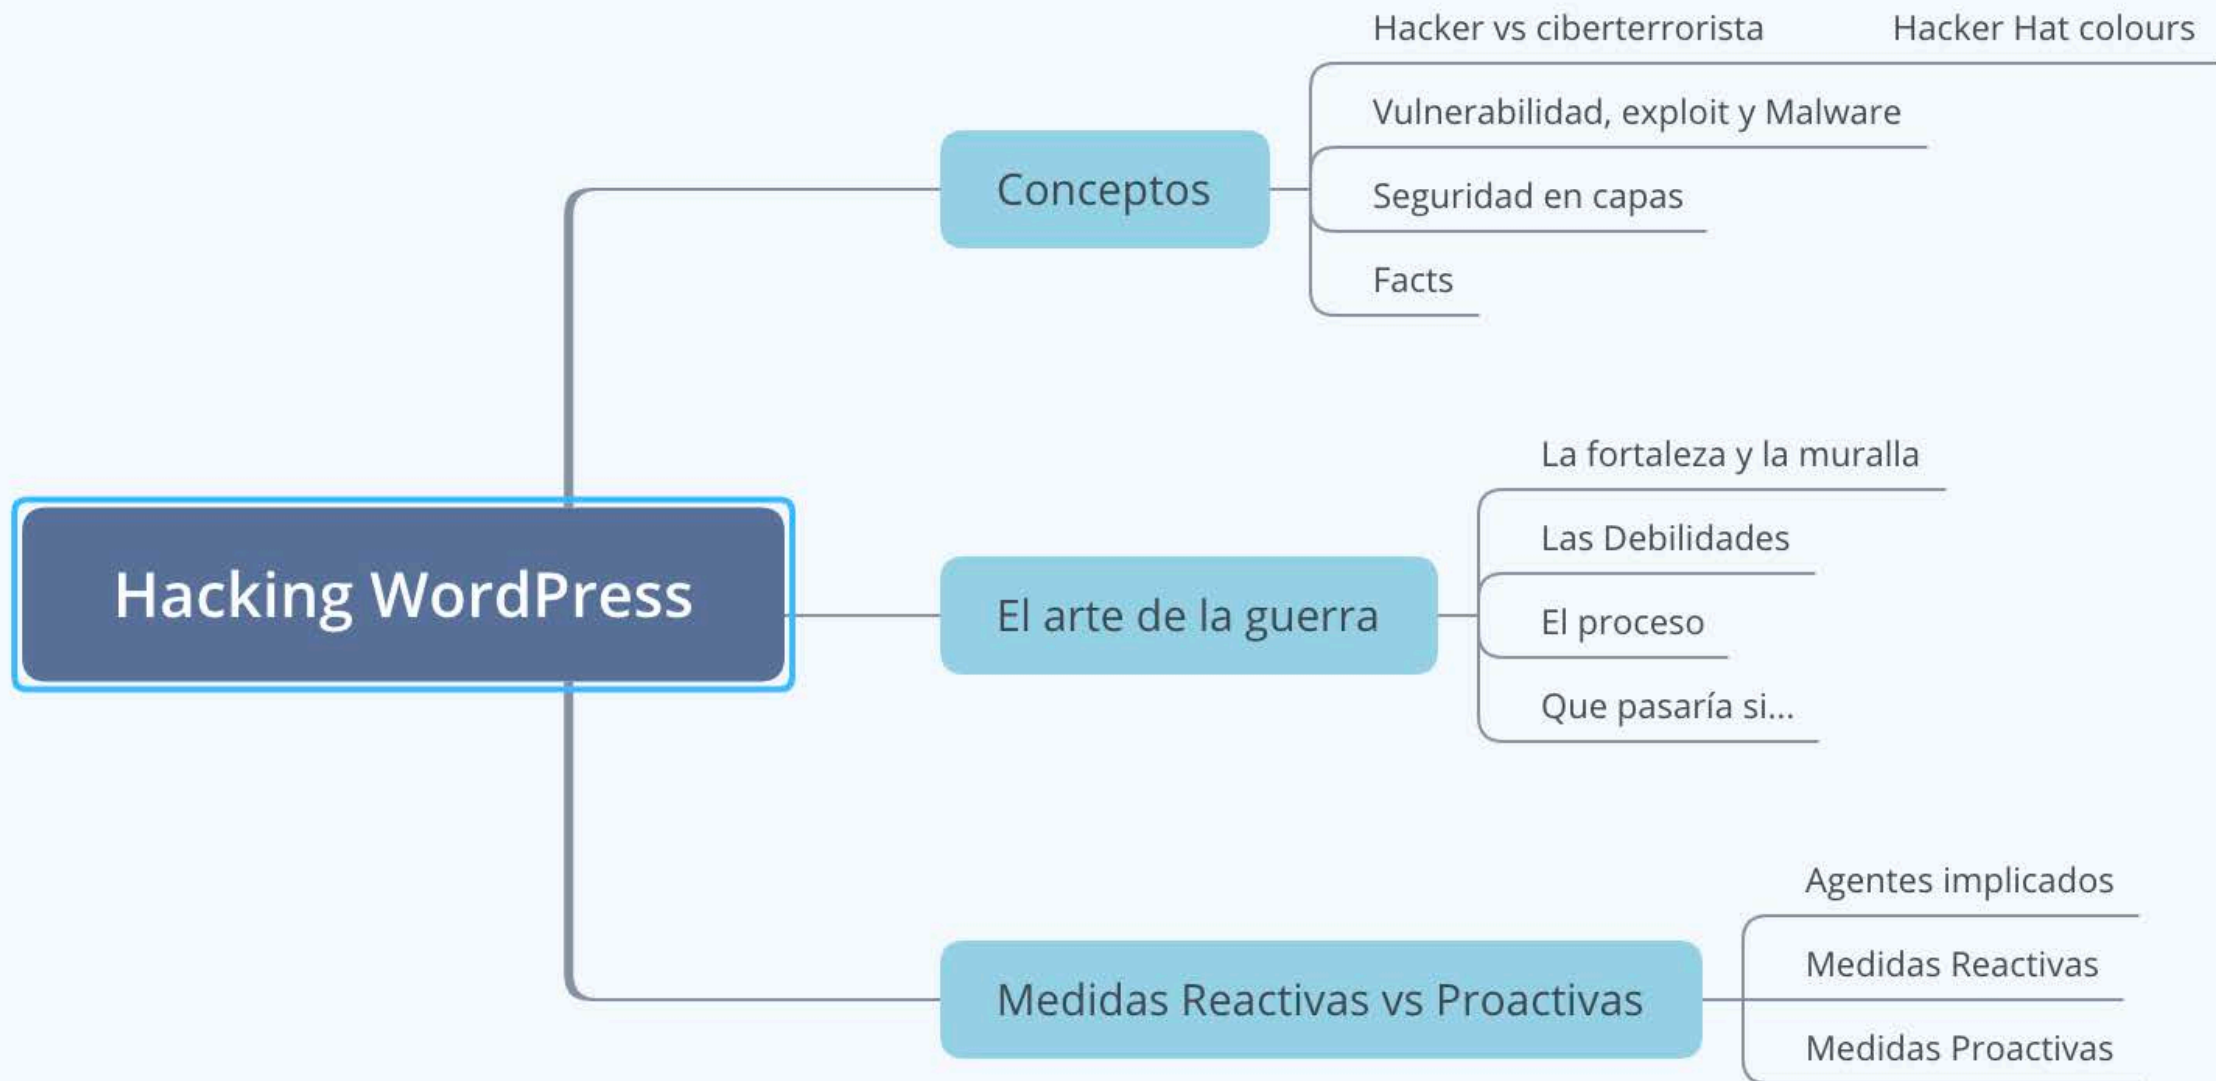 Hacking WordPress
Conceptos
Hacker vs ciberterrorista
Hacker Hat colours
Vulnerabilidad, exploit y Malware
Seguridad en capas
Facts
El arte de la guerra
La fortaleza y la muralla
Las Debilidades
El proceso
Que pasaría si...
Medidas Reactivas vs Proactivas
Agentes implicados
Medidas Reactivas
Medidas Proactivas